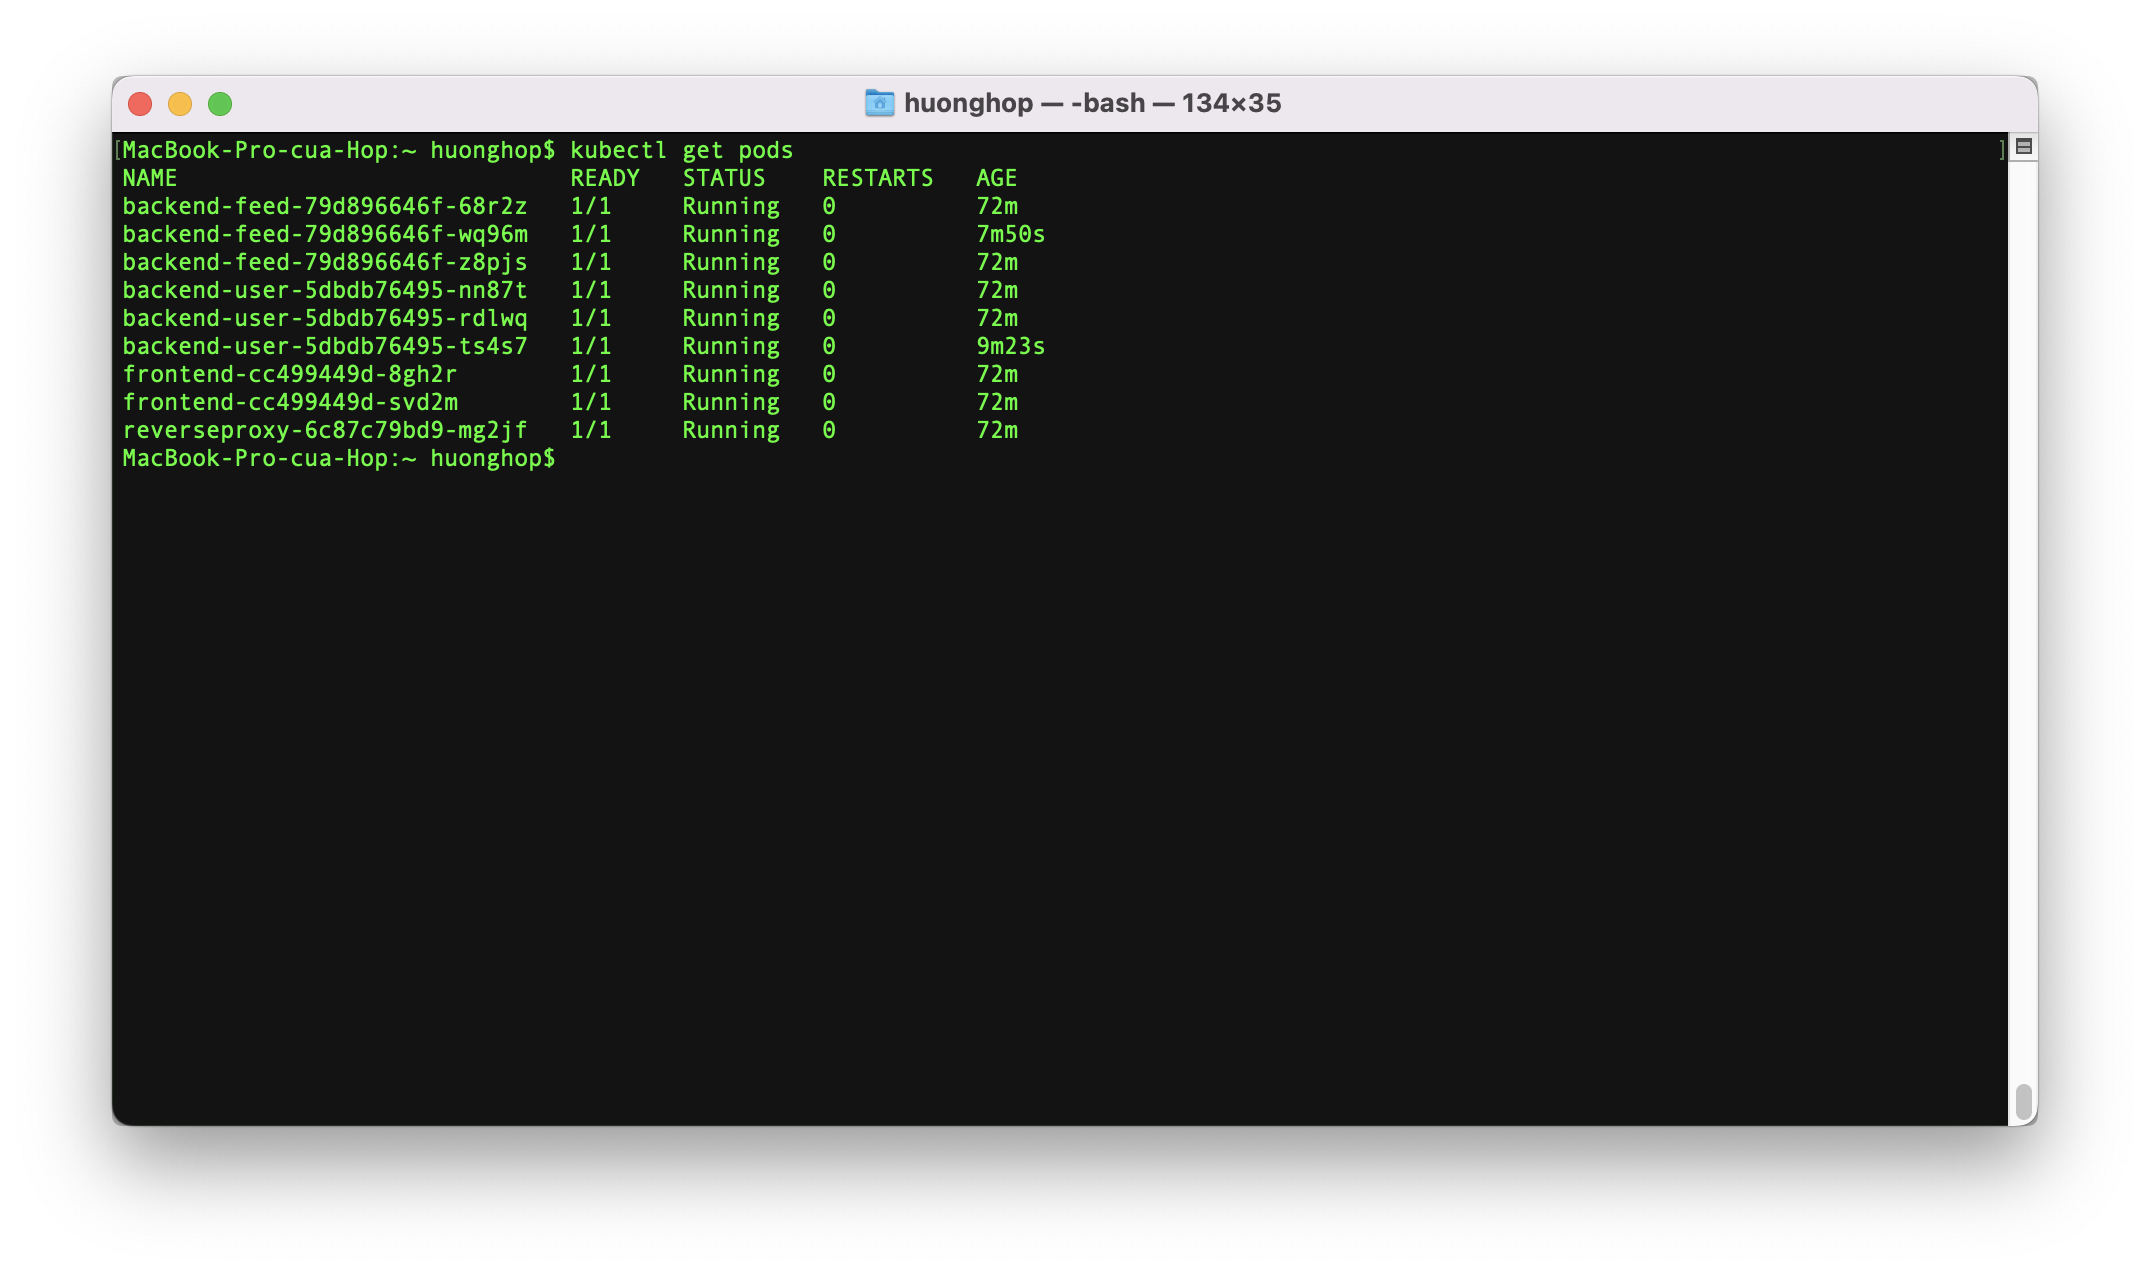 huonghop — -bash — 134×35
[MacBook-Pro-cua-Hop:~ huonghop$ kubectl get pods ]
NAME                            READY   STATUS    RESTARTS   AGE
backend-feed-79d896646f-68r2z   1/1     Running   0          72m
backend-feed-79d896646f-wq96m   1/1     Running   0          7m50s
backend-feed-79d896646f-z8pjs   1/1     Running   0          72m
backend-user-5dbdb76495-nn87t   1/1     Running   0          72m
backend-user-5dbdb76495-rdlwq   1/1     Running   0          72m
backend-user-5dbdb76495-ts4s7   1/1     Running   0          9m23s
frontend-cc499449d-8gh2r        1/1     Running   0          72m
frontend-cc499449d-svd2m        1/1     Running   0          72m
reverseproxy-6c87c79bd9-mg2jf   1/1     Running   0          72m
MacBook-Pro-cua-Hop:~ huonghop$